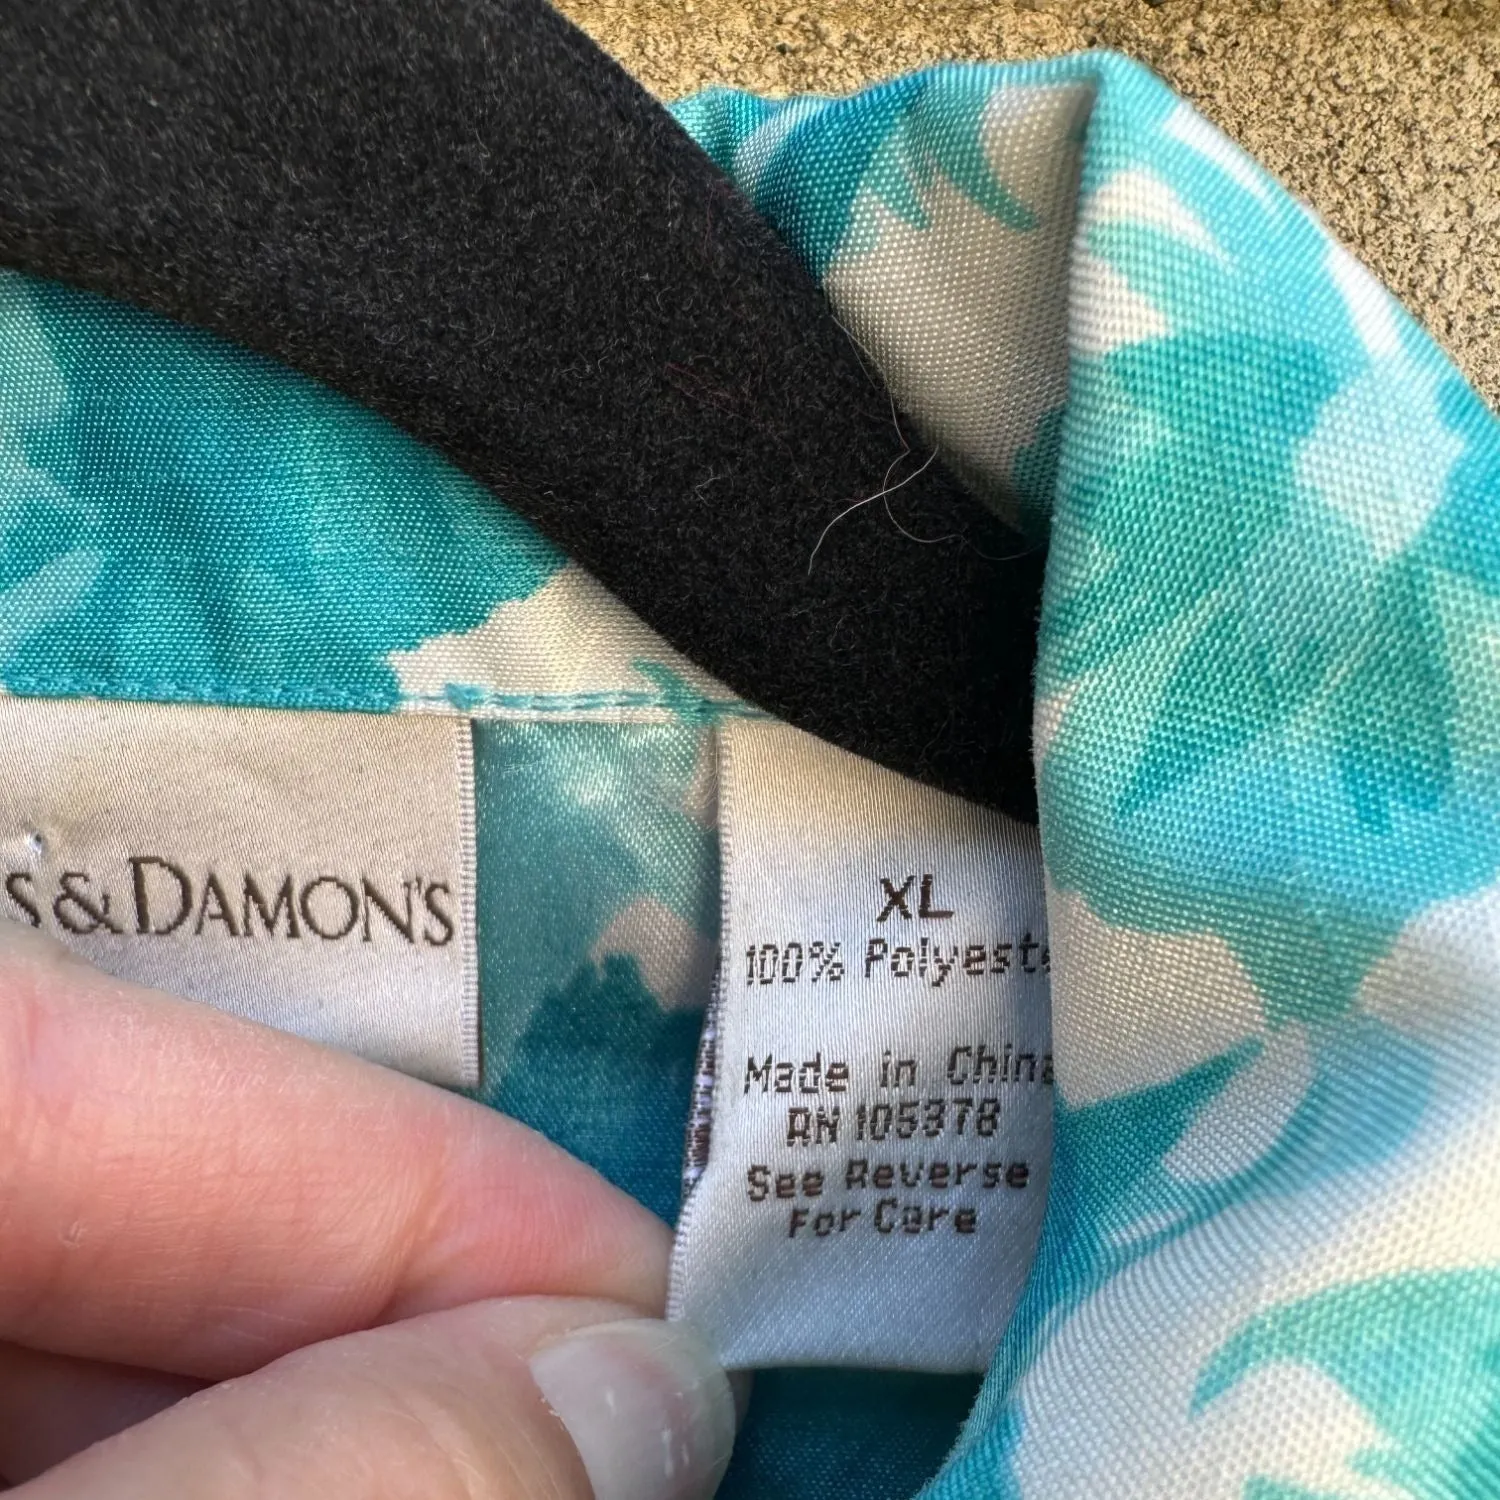 S & DAMON'S
XL
100% Polyeste
Made in China
RN 105378
See Reverse
For Care